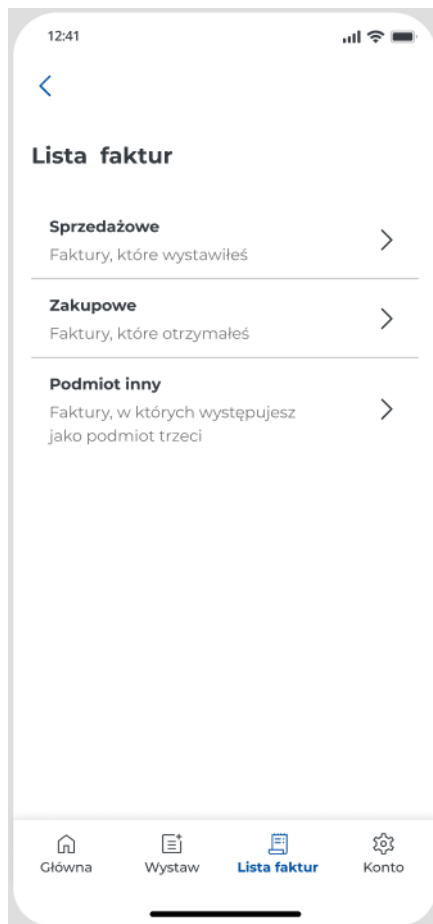 12:41
Lista faktur
Sprzedażowe
Faktury, które wystawiłeś
Zakupowe
Faktury, które otrzymałeś
Podmiot inny
Faktury, w których występujesz
jako podmiot trzeci
Główna
Wystaw
Lista faktur
Konto